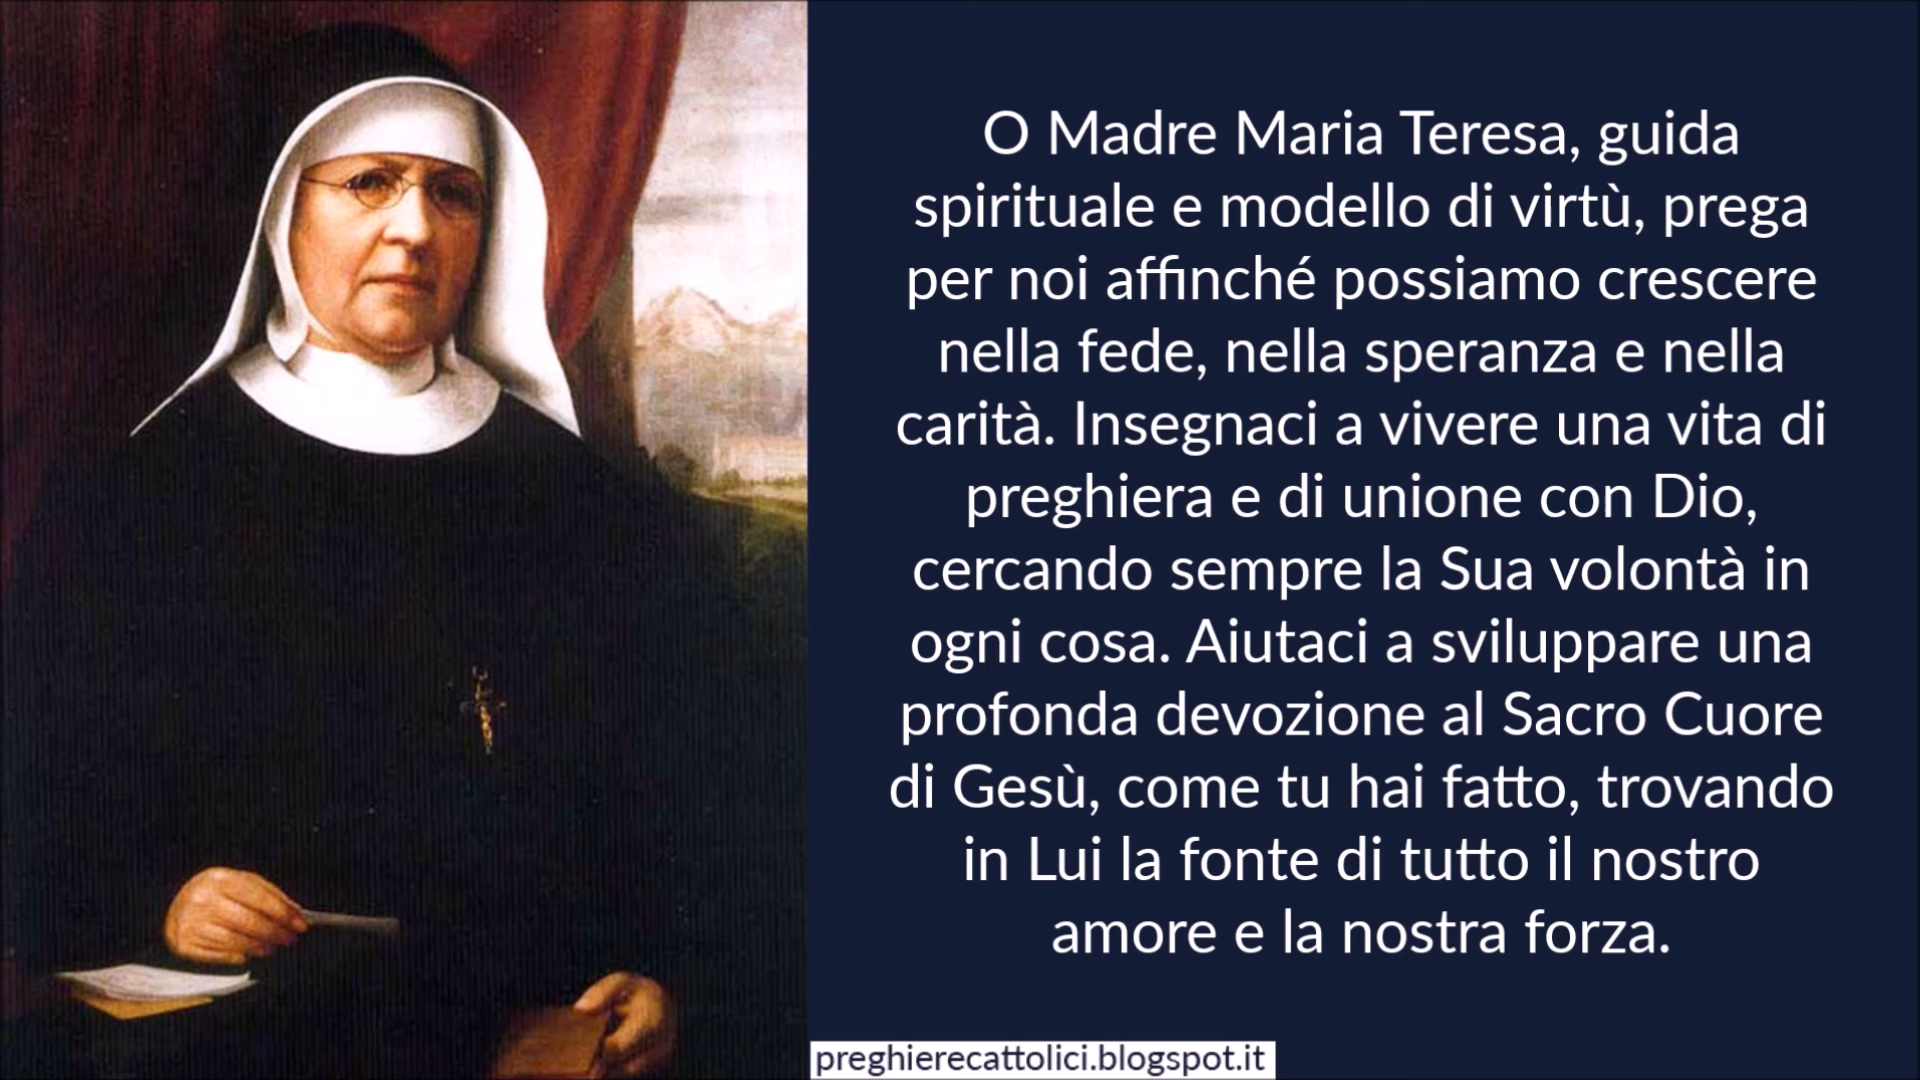 O Madre Maria Teresa, guida
spirituale e modello di virtù, prega
per noi affinché possiamo crescere
nella fede, nella speranza e nella
carità. Insegnaci a vivere una vita di
preghiera e di unione con Dio,
cercando sempre la Sua volontà in
ogni cosa. Aiutaci a sviluppare una
profonda devozione al Sacro Cuore
di Gesù, come tu hai fatto, trovando
in Lui la fonte di tutto il nostro
amore e la nostra forza.
preghierecattolici.blogspot.it